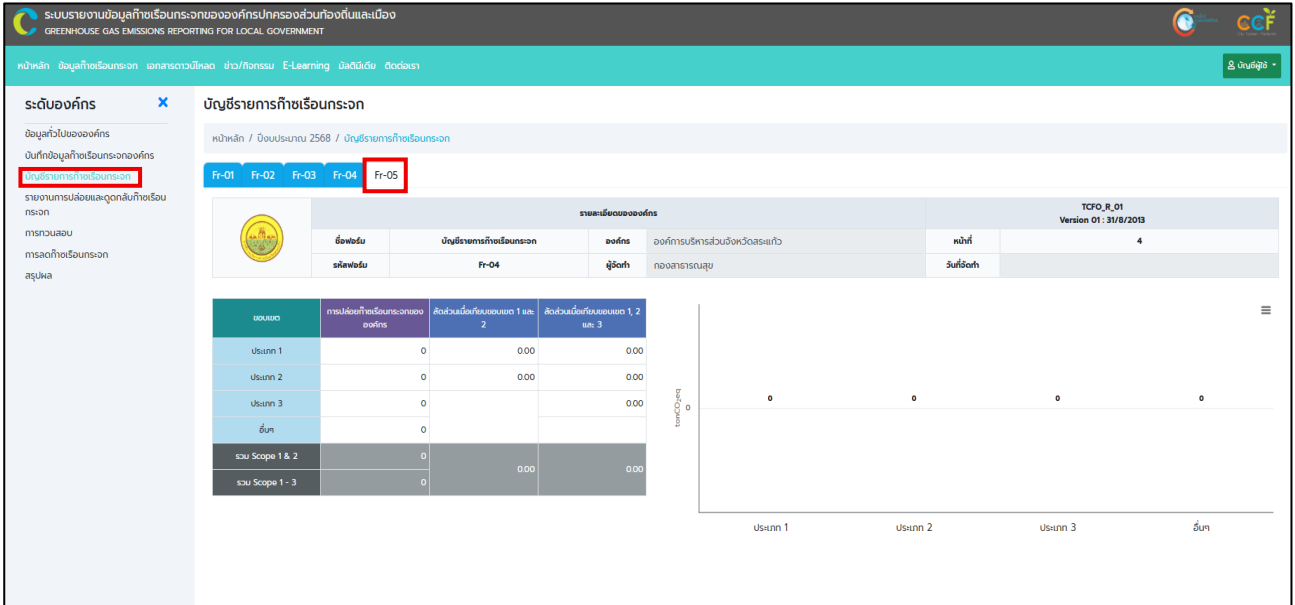 ระบบรายงานข้อมูลก๊าซเรือนกระจกขององค์กรปกครองส่วนท้องถิ่นและเมือง
GREENHOUSE GAS EMISSIONS REPORTING FOR LOCAL GOVERNMENT
CCF
หน้าหลัก ข้อมูลก๊าซเรือนกระจก เอกสารดาวน์โหลด ข่าว/กิจกรรม E-Learning มัลติมีเดีย ติดต่อเรา
บัญชีผู้ใช้
ระดับองค์กร
ข้อมูลทั่วไปขององค์กร
บันทึกข้อมูลก๊าซเรือนกระจกองค์กร
บัญชีรายการก๊าซเรือนกระจก
รายงานการปล่อยและดูดกลับก๊าซเรือน
กระจก
การทวนสอบ
การลดก๊าซเรือนกระจก
สรุปผล
บัญชีรายการก๊าซเรือนกระจก
หน้าหลัก / ปีงบประมาณ 2568 / บัญชีรายการก๊าซเรือนกระจก
Fr-01 Fr-02 Fr-03 Fr-04 Fr-05
รายละเอียดขององค์กร
TCFO_R_01
Version 01 : 31/8/2013
ชื่อฟอร์ม บัญชีรายการก๊าซเรือนกระจก องค์กร องค์การบริหารส่วนจังหวัดสระแก้ว หน้าที่ 4
รหัสฟอร์ม Fr-04 ผู้จัดทำ กองสาธารณสุข วันที่จัดทำ
ขอบเขต การปล่อยก๊าซเรือนกระจกของ สัดส่วนเมื่อเทียบขอบเขต 1 และ สัดส่วนเมื่อเทียบขอบเขต 1, 2
องค์กร 2 และ 3
ประเภท 1 0 0.00 0.00
ประเภท 2 0 0.00 0.00
ประเภท 3 0 0.00
อื่นๆ 0
รวม Scope 1 & 2 0
0.00 0.00
รวม Scope 1 - 3 0
tonCO₂eq
0
0 0 0 0
ประเภท 1 ประเภท 2 ประเภท 3 อื่นๆ